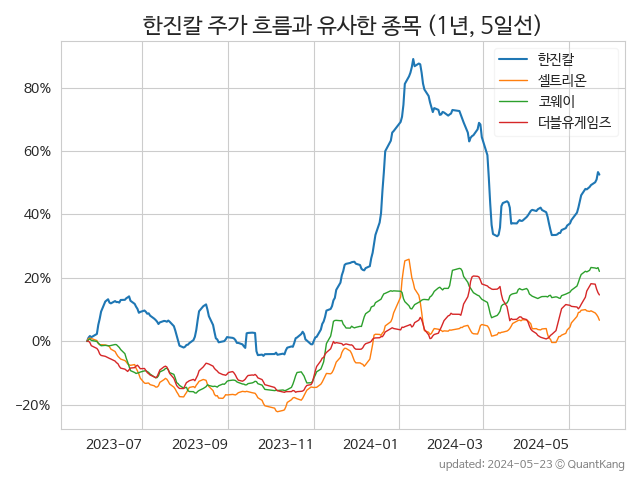 한진칼 주가 흐름과 유사한 종목 (1년, 5일선)
한진칼
셀트리온
코웨이
더블유게임즈
80%
60%
40%
20%
0%
−20%
2023−07
2023−09
2023−11
2024−01
2024−03
2024−05
updated: 2024-05-23 © QuantKang